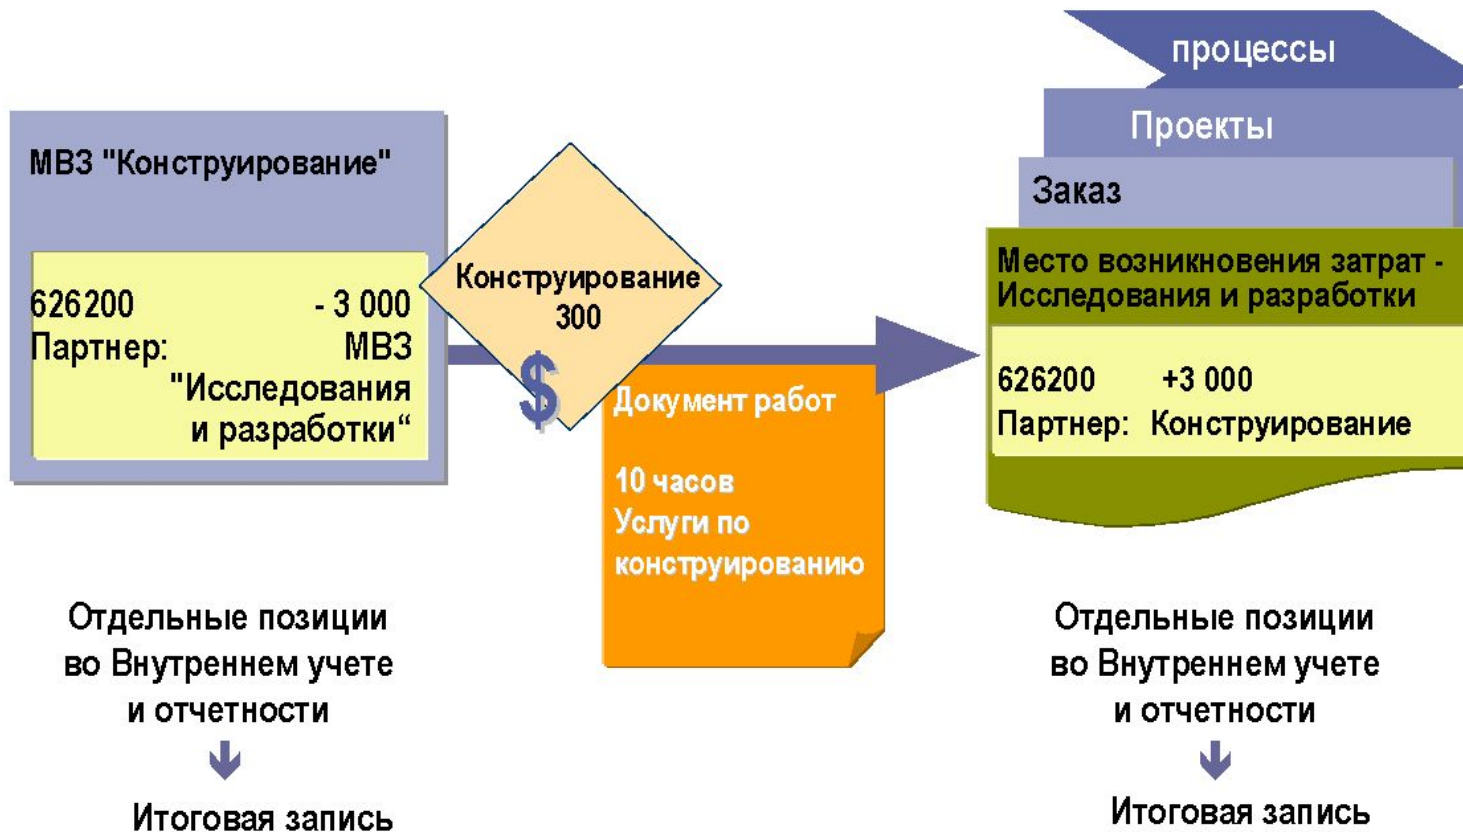 МВЗ "Конструирование"
626200 - 3 000
Партнер: МВЗ
"Исследования
и разработки“
Конструирование
300
$
Документ работ
10 часов
Услуги по
конструированию
процессы
Проекты
Заказ
Место возникновения затрат -
Исследования и разработки
626200 +3 000
Партнер: Конструирование
Отдельные позиции
во Внутреннем учете
и отчетности
Итоговая запись
Отдельные позиции
во Внутреннем учете
и отчетности
Итоговая запись